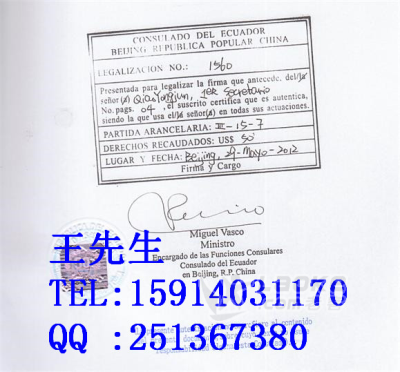 CONSULADO DEL ECUADOR
BEIJING REPUBLICA POPULAR CHINA
LEGALIZACION NO.: 1560
Presentada para legalizar la firma que antecede, del/la
señor(a) 1er Secretario
No. pags. 04, el suscrito certifica que es autentica,
siendo la que usa el/la señor(a) en todas sus actuaciones.
PARTIDA ARANCELARIA: III-15-7
DERECHOS RECAUDADOS: US$ 50
LUGAR Y FECHA: Beijing, 29-Mayo-2012
Firma y Cargo
Miguel Vasco
Ministro
Encargado de las Funciones Consulares
Consulado del Ecuador
en Beijing, R.P. China
王先生
TEL:15914031170
QQ :251367380